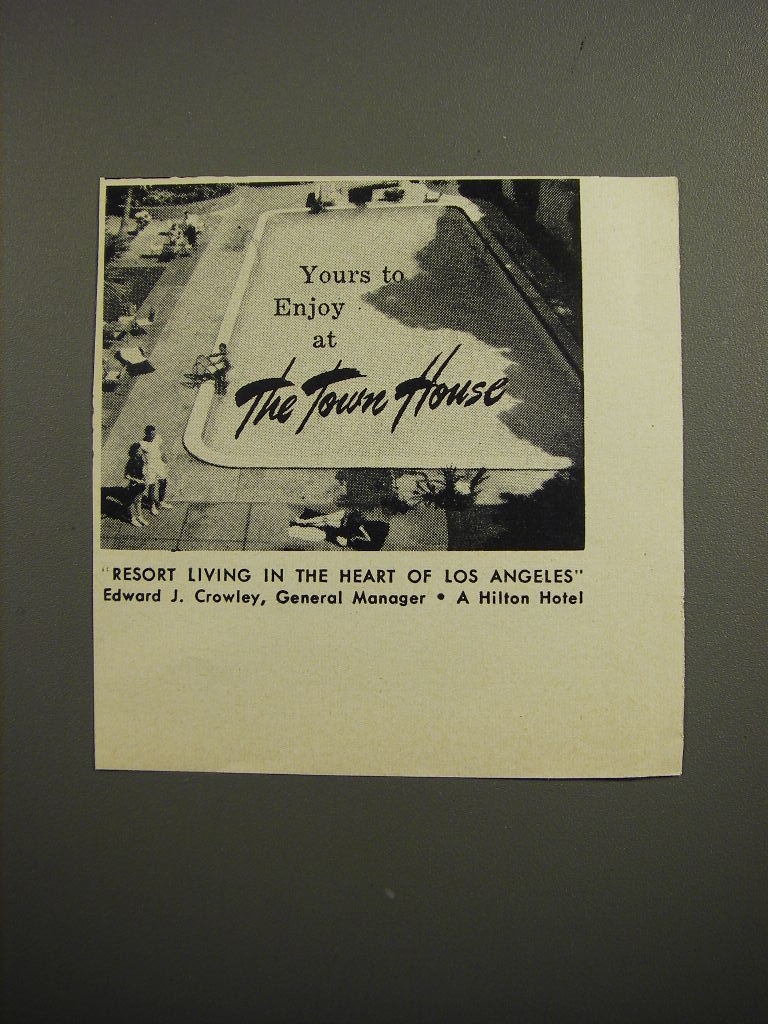 Yours to
Enjoy
at
The Town House
"RESORT LIVING IN THE HEART OF LOS ANGELES"
Edward J. Crowley, General Manager • A Hilton Hotel